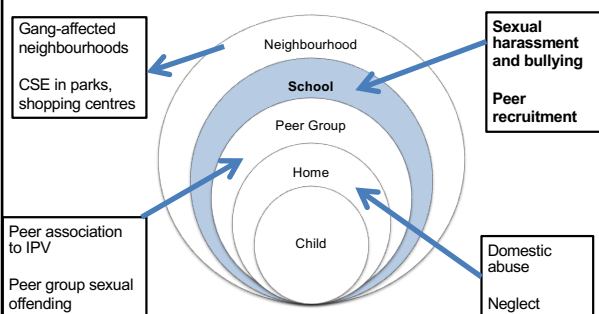 Gang-affected
neighbourhoods
CSE in parks,
shopping centres
Neighbourhood
School
Peer Group
Home
Child
Sexual
harassment
and bullying
Peer
recruitment
Peer association
to IPV
Peer group sexual
offending
Domestic
abuse
Neglect